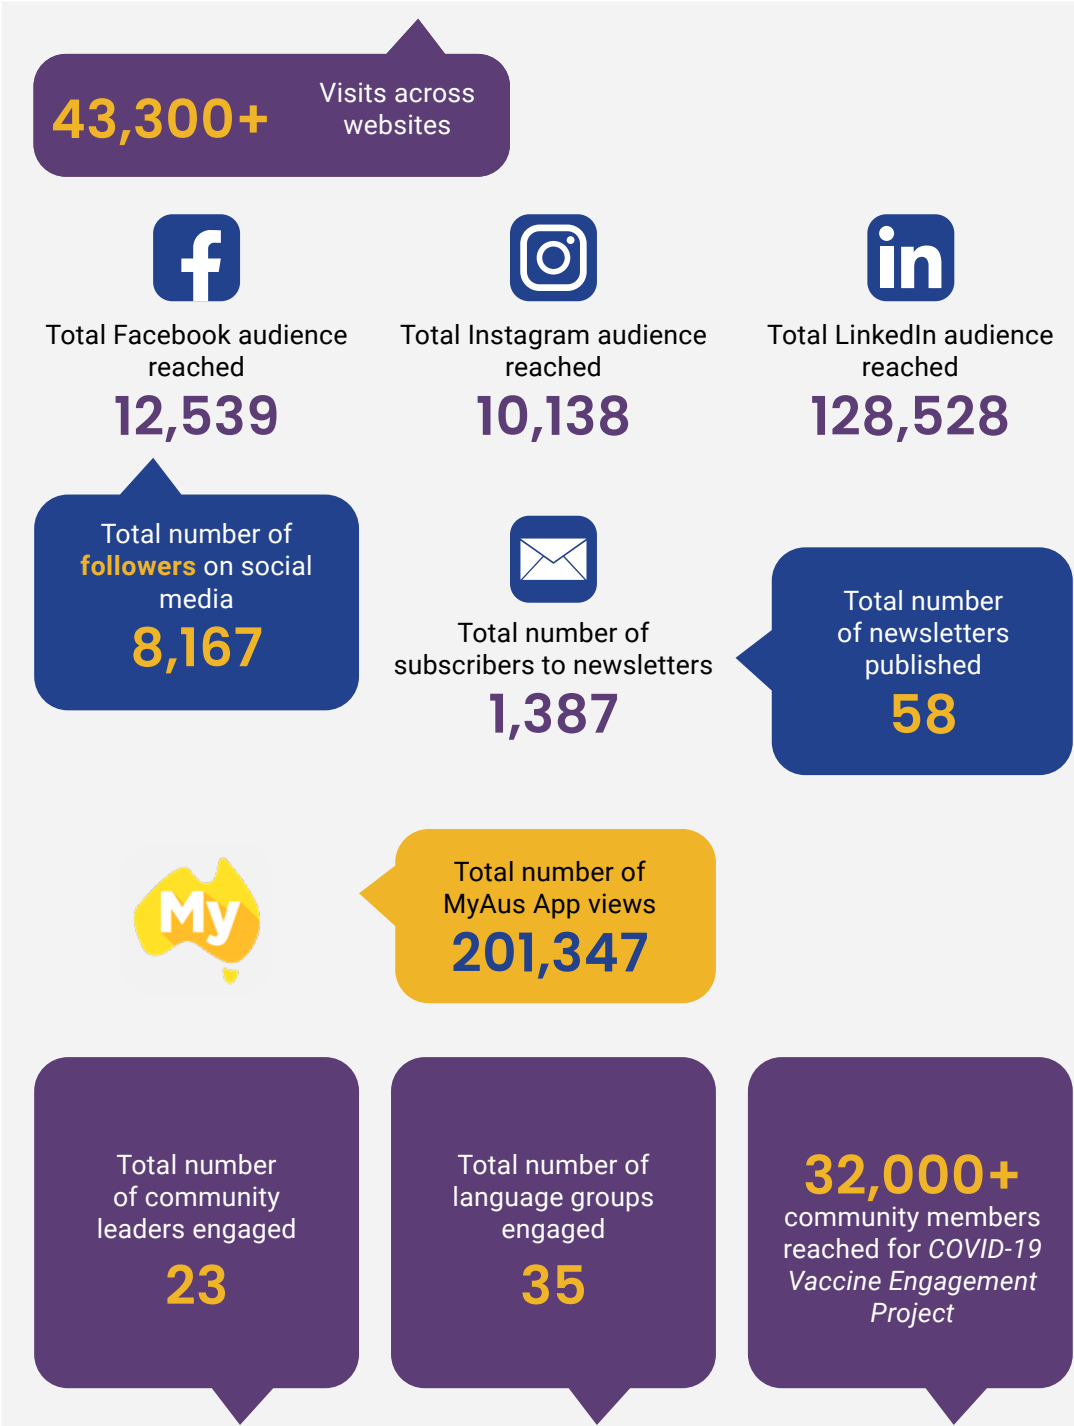 43,300+
Visits across
websites
Total Facebook audience
reached
12,539
Total Instagram audience
reached
10,138
in
Total LinkedIn audience
reached
128,528
Total number of
followers on social
media
8,167
Total number of
subscribers to newsletters
1,387
Total number
of newsletters
published
58
My
Total number of
MyAus App views
201,347
Total number
of community
leaders engaged
23
Total number of
language groups
engaged
35
32,000+
community members
reached for COVID-19
Vaccine Engagement
Project